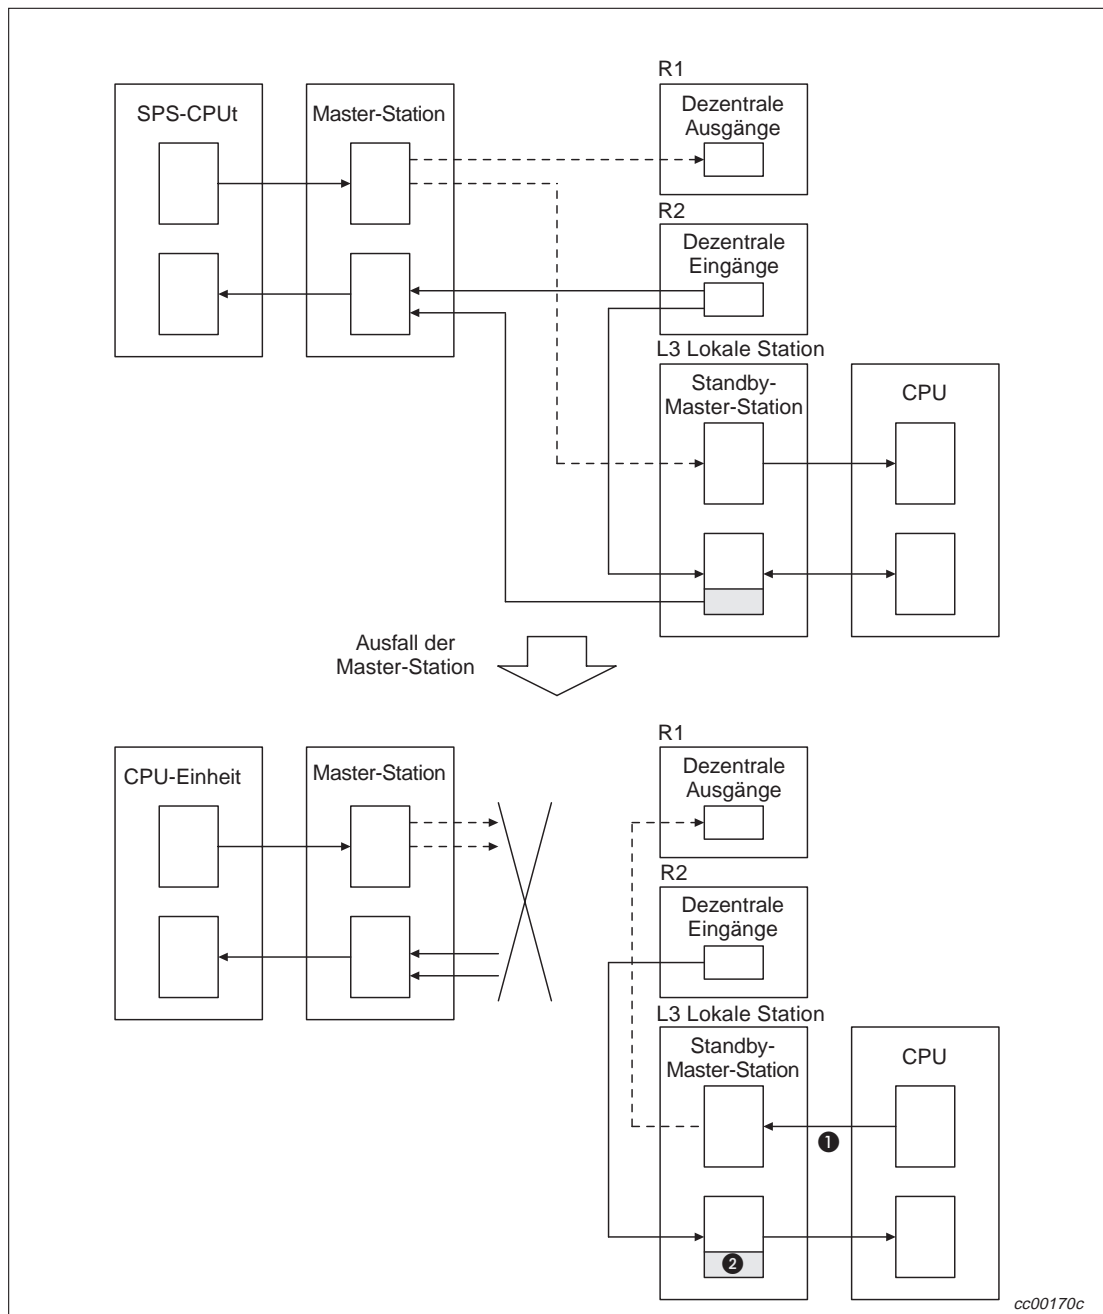 R1
SPS-CPUt
Master-Station
Dezentrale
Ausgänge
R2
Dezentrale
Eingänge
L3 Lokale Station
Standby-
Master-Station
CPU
Ausfall der
Master-Station
R1
CPU-Einheit
Master-Station
Dezentrale
Ausgänge
R2
Dezentrale
Eingänge
L3 Lokale Station
Standby-
Master-Station
CPU
❶
❷
cc00170c